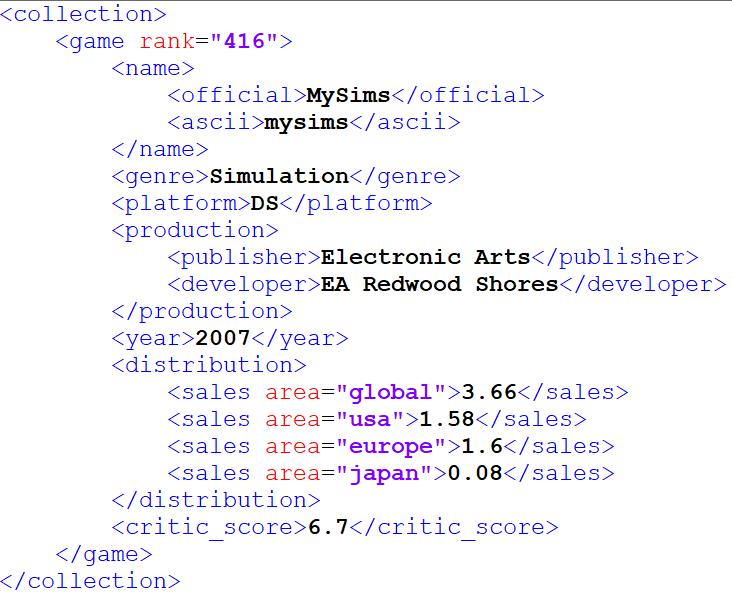 <collection>
    <game rank="416">
        <name>
            <official>MySims</official>
            <ascii>mysims</ascii>
        </name>
        <genre>Simulation</genre>
        <platform>DS</platform>
        <production>
            <publisher>Electronic Arts</publisher>
            <developer>EA Redwood Shores</developer>
        </production>
        <year>2007</year>
        <distribution>
            <sales area="global">3.66</sales>
            <sales area="usa">1.58</sales>
            <sales area="europe">1.6</sales>
            <sales area="japan">0.08</sales>
        </distribution>
        <critic_score>6.7</critic_score>
    </game>
</collection>